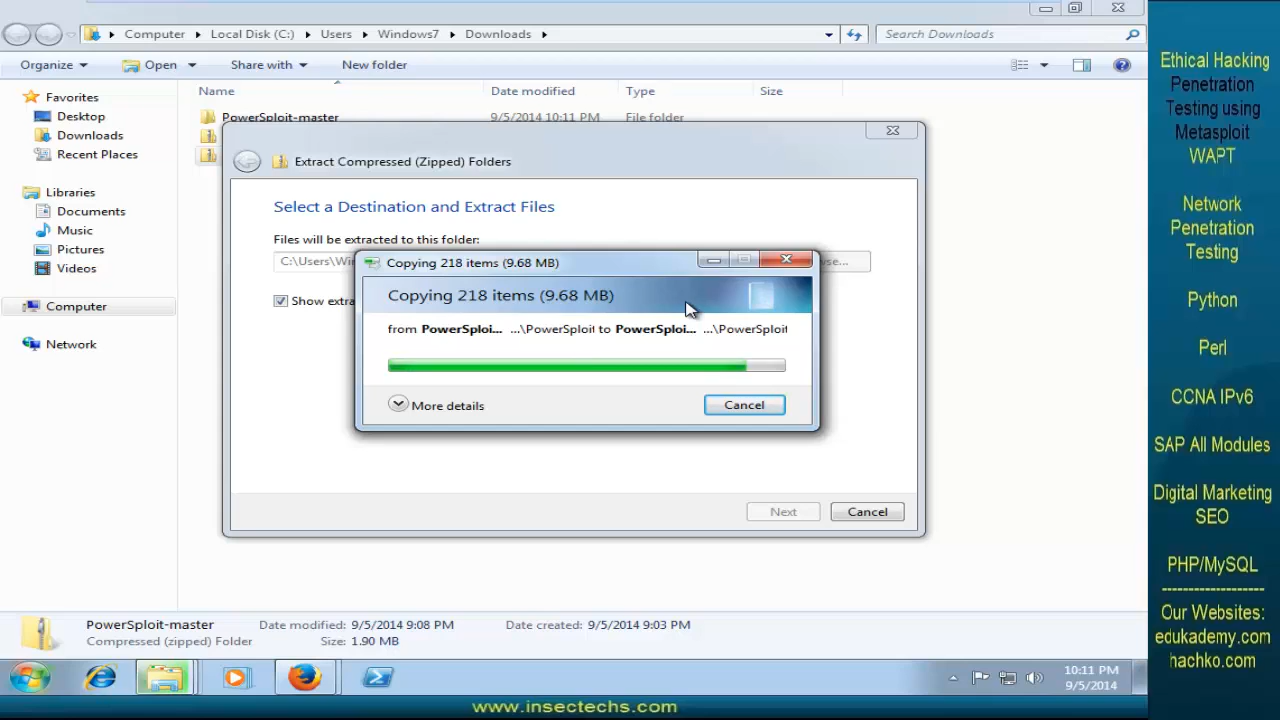 Computer
Local Disk (C:)
Users
Windows7
Downloads
Search Downloads
Organize
Open
Share with
New folder
Name
Date modified
Type
Size
Favorites
Desktop
Downloads
Recent Places
Libraries
Documents
Music
Pictures
Videos
Computer
Network
PowerSploit-master
9/5/2014 10:11 PM
File folder
Extract Compressed (Zipped) Folders
Select a Destination and Extract Files
Files will be extracted to this folder:
C:\Users\Wi
Show extra
Copying 218 items (9.68 MB)
Copying 218 items (9.68 MB)
from PowerSploi... ...\PowerSploit to PowerSploi... ...\PowerSploit
More details
Cancel
Next
Cancel
PowerSploit-master
Date modified: 9/5/2014 9:08 PM
Date created: 9/5/2014 9:03 PM
Compressed (zipped) Folder
Size: 1.90 MB
10:11 PM
9/5/2014
www.insectechs.com
Ethical Hacking
Penetration
Testing using
Metasploit
WAPT
Network
Penetration
Testing
Python
Perl
CCNA IPv6
SAP All Modules
Digital Marketing
SEO
PHP/MySQL
-------------------
Our Websites:
edukademy.com
hachko.com